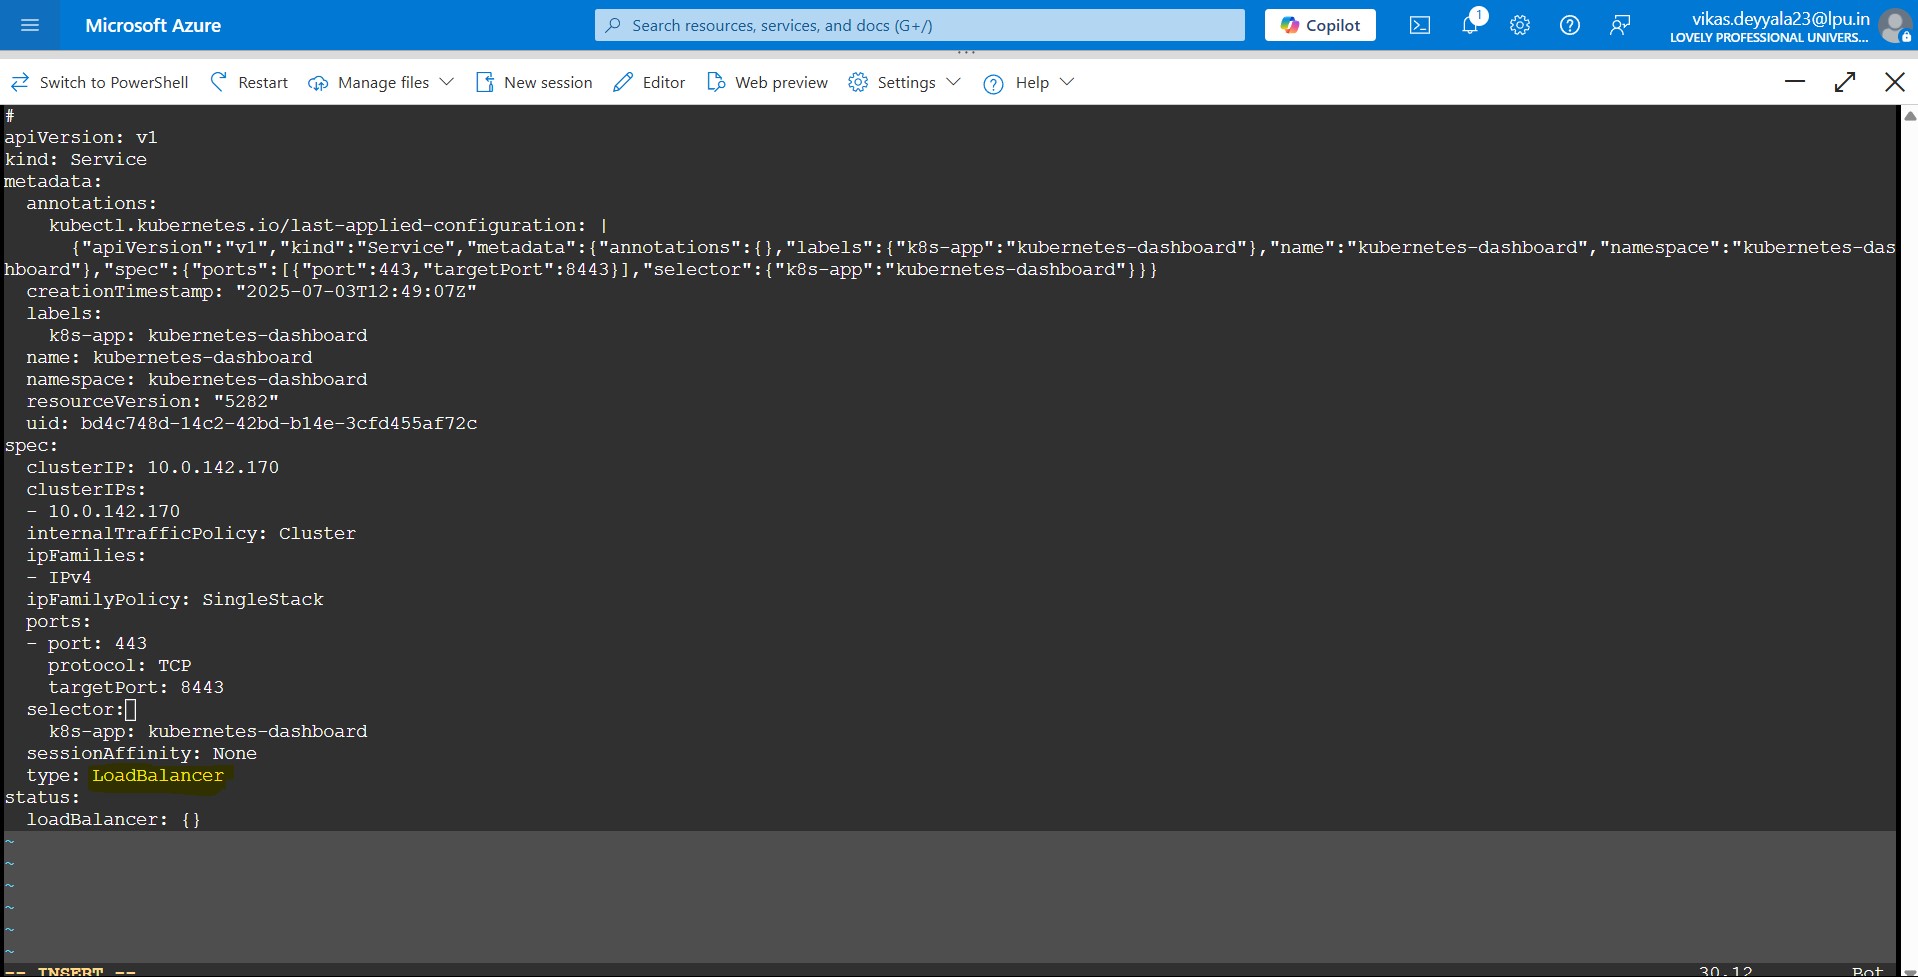 Microsoft Azure
Search resources, services, and docs (G+/)
Copilot
1
vikas.deyyala23@lpu.in
LOVELY PROFESSIONAL UNIVERS...
Switch to PowerShell
Restart
Manage files
New session
Editor
Web preview
Settings
Help
#
apiVersion: v1
kind: Service
metadata:
  annotations:
    kubectl.kubernetes.io/last-applied-configuration: |
      {"apiVersion":"v1","kind":"Service","metadata":{"annotations":{},"labels":{"k8s-app":"kubernetes-dashboard"},"name":"kubernetes-dashboard","namespace":"kubernetes-das
hboard"},"spec":{"ports":[{"port":443,"targetPort":8443}],"selector":{"k8s-app":"kubernetes-dashboard"}}}
  creationTimestamp: "2025-07-03T12:49:07Z"
  labels:
    k8s-app: kubernetes-dashboard
  name: kubernetes-dashboard
  namespace: kubernetes-dashboard
  resourceVersion: "5282"
  uid: bd4c748d-14c2-42bd-b14e-3cfd455af72c
spec:
  clusterIP: 10.0.142.170
  clusterIPs:
  - 10.0.142.170
  internalTrafficPolicy: Cluster
  ipFamilies:
  - IPv4
  ipFamilyPolicy: SingleStack
  ports:
  - port: 443
    protocol: TCP
    targetPort: 8443
  selector:
    k8s-app: kubernetes-dashboard
  sessionAffinity: None
  type: LoadBalancer
status:
  loadBalancer: {}
~
~
~
~
~
~
-- INSERT -- 30,12 Bot